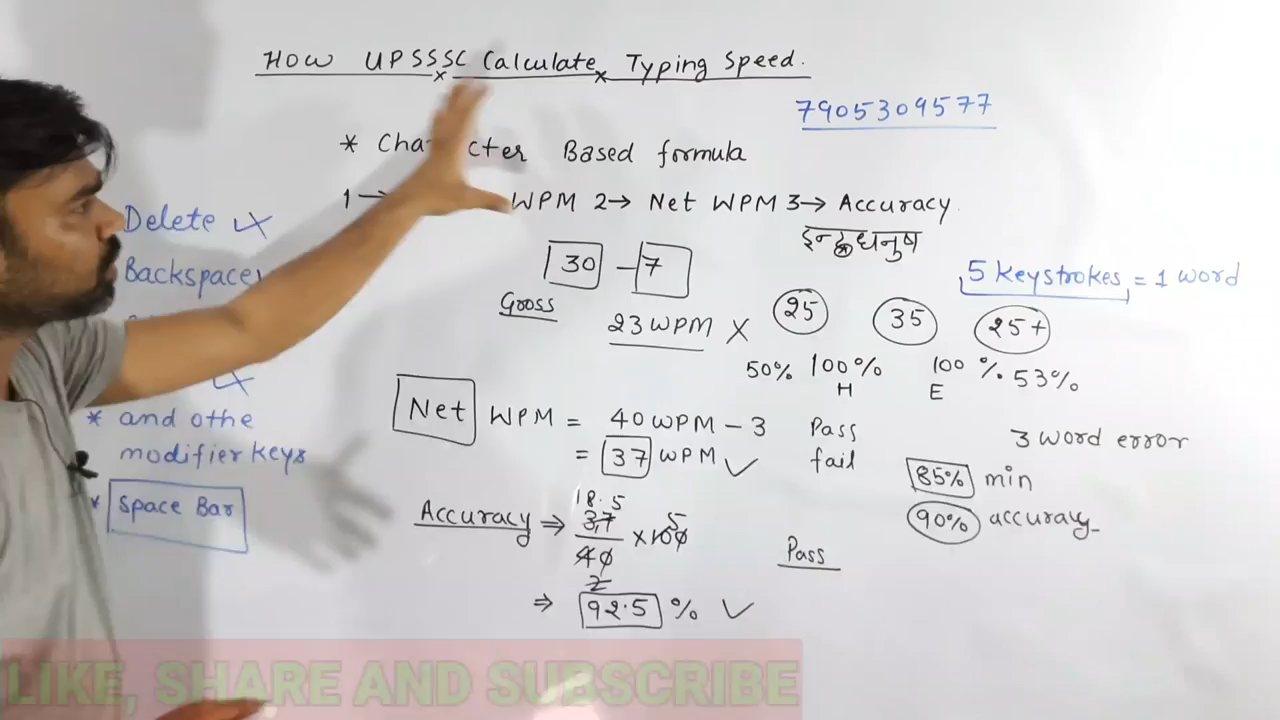 HOW UPSSSC Calculate Typing Speed.
7905309577
* Cha cter Based formula
1→ WPM 2→ Net WPM 3→ Accuracy.
Delete
30 - 7
5 Keystrokes = 1 word
Backspace
Gross
23 WPM X 25 35 25+
50% 100% H 100% E 53%
* and othe
modifier keys
Net WPM = 40 WPM - 3 Pass
3 word error
= 37 WPM ✓ fail
85% min
* Space Bar
90% accuracy
Accuracy ⇒ 37/40 × 100
18.5 5
2
Pass
⇒ 92.5 % ✓
LIKE, SHARE AND SUBSCRIBE